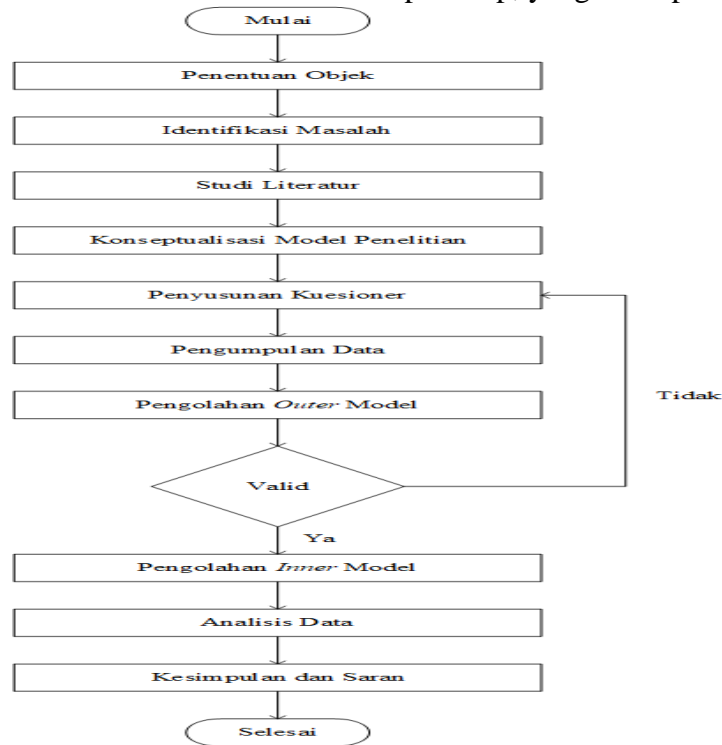 Mulai
Penentuan Objek
Identifikasi Masalah
Studi Literatur
Konseptualisasi Model Penelitian
Penyusunan Kuesioner
Pengumpulan Data
Tidak
Pengolahan Outer Model
Valid
Ya
Pengolahan Inner Model
Analisis Data
Kesimpulan dan Saran
Selesai